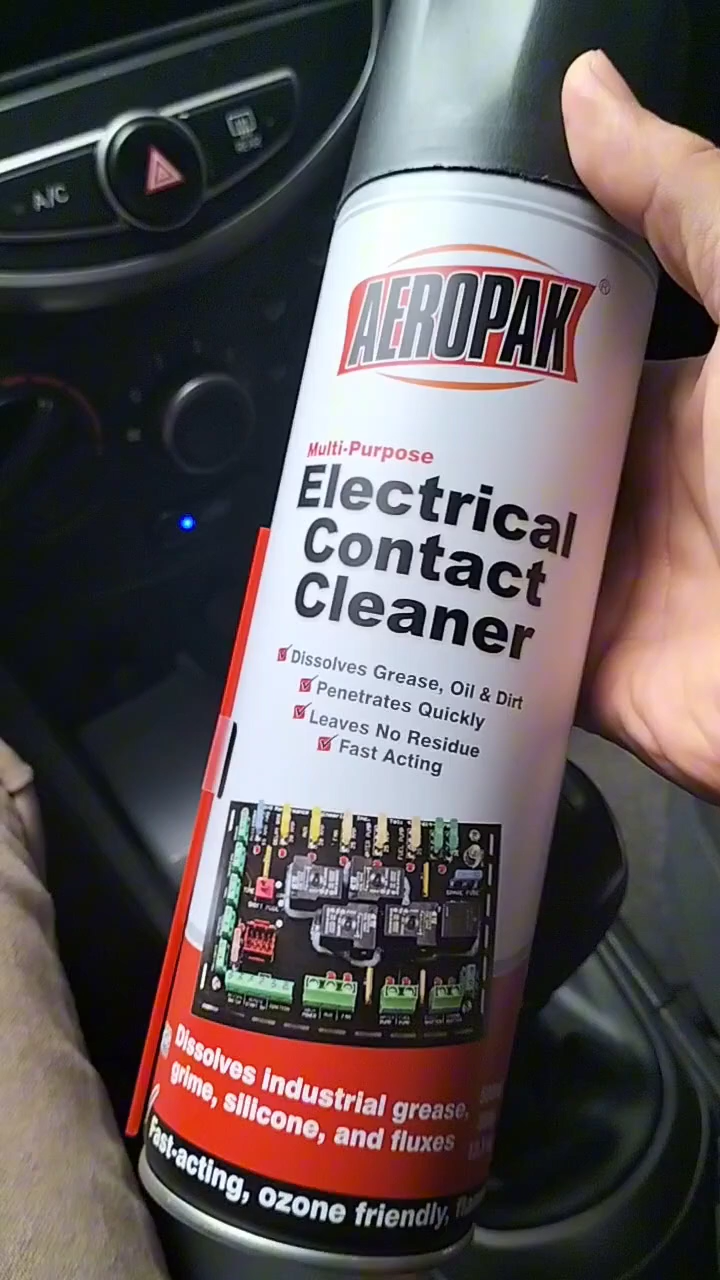 A/C
AEROPAK
®
Multi-Purpose
Electrical
Contact
Cleaner
Dissolves Grease, Oil & Dirt
Penetrates Quickly
Leaves No Residue
Fast Acting
Dissolves industrial grease,
grime, silicone, and fluxes
Fast-acting, ozone friendly,